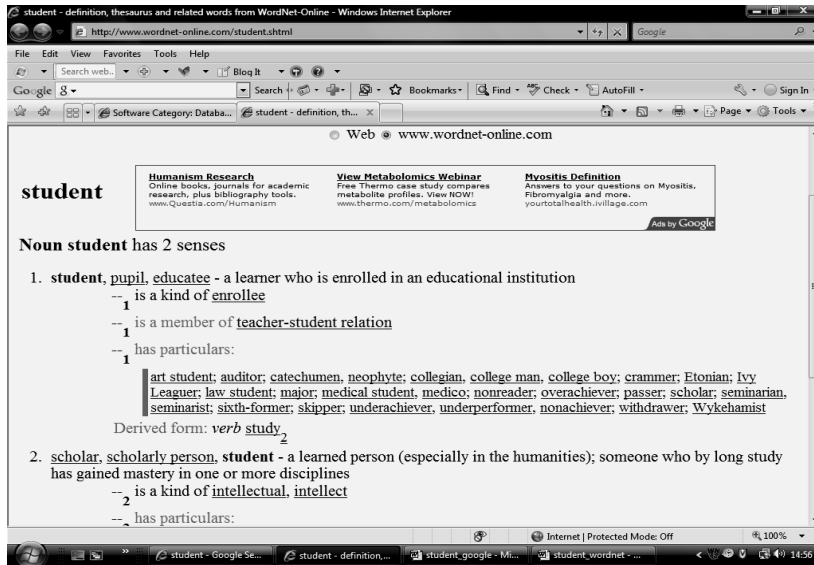 student - definition, thesaurus and related words from WordNet-Online - Windows Internet Explorer
http://www.wordnet-online.com/student.shtml
Google
File Edit View Favorites Tools Help
Search web..
Blog It
Google
Search
Bookmarks
Find
Check
AutoFill
Sign In
Software Category: Databa...
student - definition, th...
Page
Tools
Web www.wordnet-online.com
student
Humanism Research
Online books, journals for academic
research, plus bibliography tools.
www.Questia.com/Humanism
View Metabolomics Webinar
Free Thermo case study compares
metabolite profiles. View NOW!
www.thermo.com/metabolomics
Myositis Definition
Answers to your questions on Myositis,
Fibromyalgia and more.
yourtotalhealth.ivillage.com
Ads by Google
Noun student has 2 senses
1. student, pupil, educatee - a learner who is enrolled in an educational institution
--1 is a kind of enrollee
--1 is a member of teacher-student relation
--1 has particulars:
art student; auditor; catechumen, neophyte; collegian, college man, college boy; crammer; Etonian; Ivy
Leaguer; law student; major; medical student, medico; nonreader; overachiever; passer; scholar; seminarian,
seminarist; sixth-former; skipper; underachiever, underperformer, nonachiever; withdrawer; Wykehamist
Derived form: verb study2
2. scholar, scholarly person, student - a learned person (especially in the humanities); someone who by long study
has gained mastery in one or more disciplines
--2 is a kind of intellectual, intellect
--2 has particulars:
Internet | Protected Mode: Off
100%
student - Google Se...
student - definition,...
student_google - Mi...
student_wordnet - ...
14:56